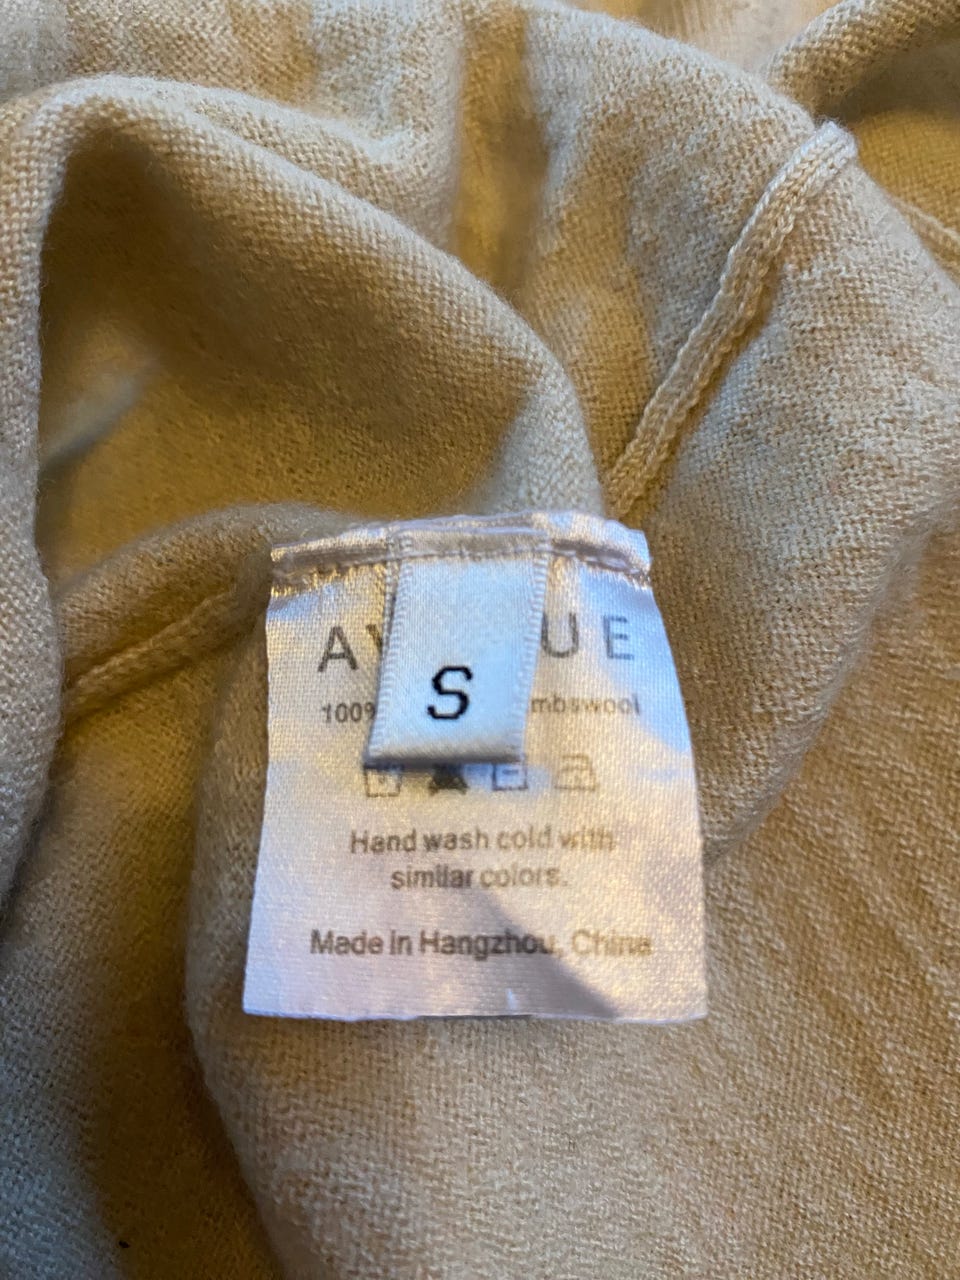 S
100%
Hand wash cold with
similar colors.
Made in Hangzhou, China